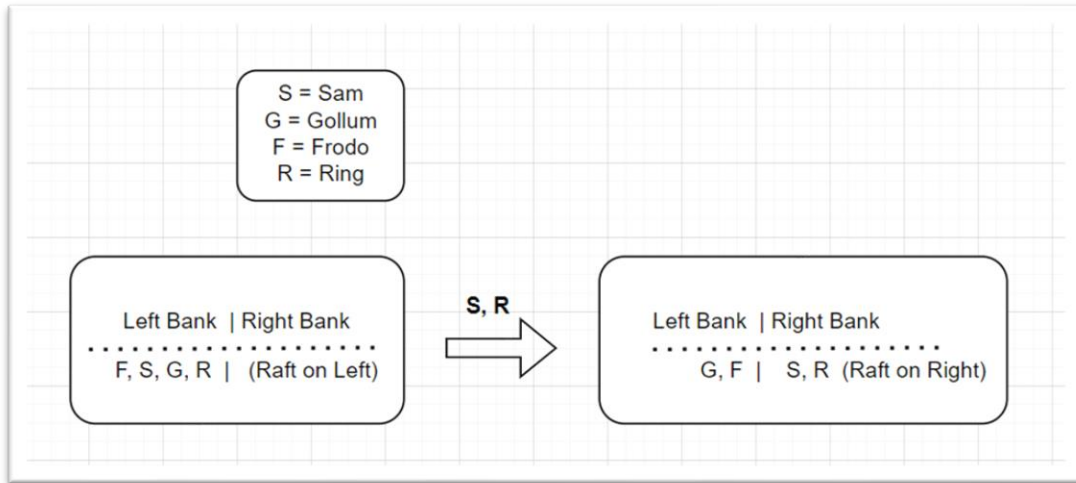 S = Sam
G = Gollum
F = Frodo
R = Ring
Left Bank | Right Bank
F, S, G, R | (Raft on Left)
S, R
Left Bank | Right Bank
G, F | S, R (Raft on Right)